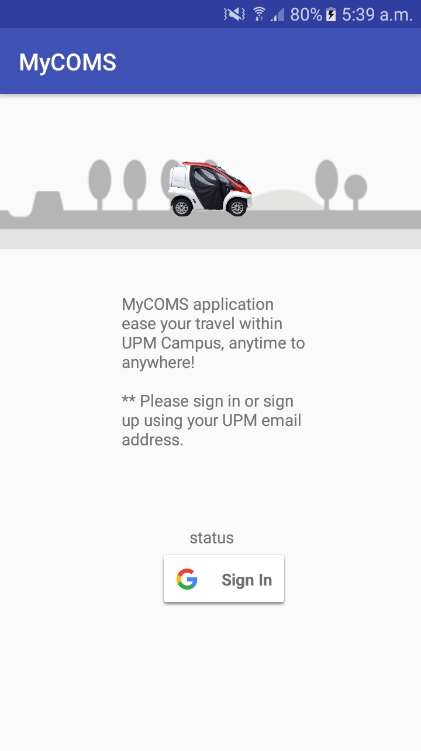 80% 5:39 a.m.
MyCOMS
MyCOMS application
ease your travel within
UPM Campus, anytime to
anywhere!
** Please sign in or sign
up using your UPM email
address.
status
Sign In